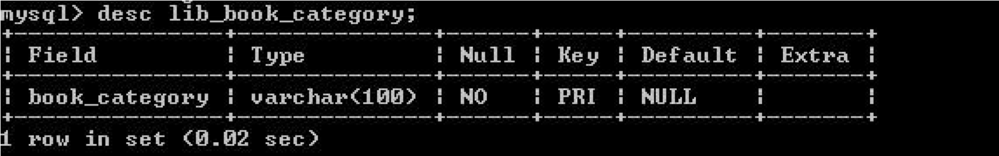 mysql> desc lib_book_category;
+---------------+--------------+------+-----+---------+-------+
| Field         | Type         | Null | Key | Default | Extra |
+---------------+--------------+------+-----+---------+-------+
| book_category | varchar(100) | NO   | PRI | NULL    |       |
+---------------+--------------+------+-----+---------+-------+
1 row in set (0.02 sec)